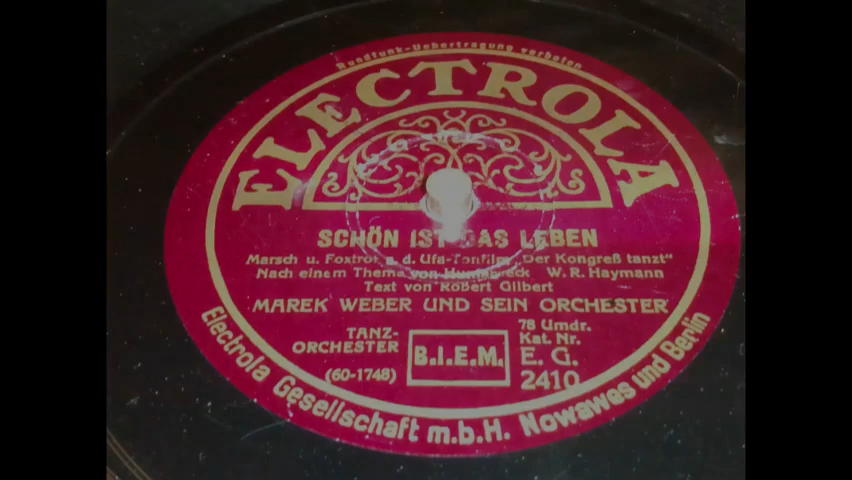 Rundfunk-Uebertragung verboten
ELECTROLA
SCHÖN IST DAS LEBEN
Marsch u. Foxtrot a. d. Ufa-Tonfilm „Der Kongreß tanzt"
Nach einem Thema von W. R. Haymann
Text von Robert Gilbert
MAREK WEBER UND SEIN ORCHESTER
TANZ-
ORCHESTER
(60-1748)
B.I.E.M.
78 Umdr.
Kat. Nr.
E. G.
2410
Electrola Gesellschaft m.b.H. Nowawes und Berlin